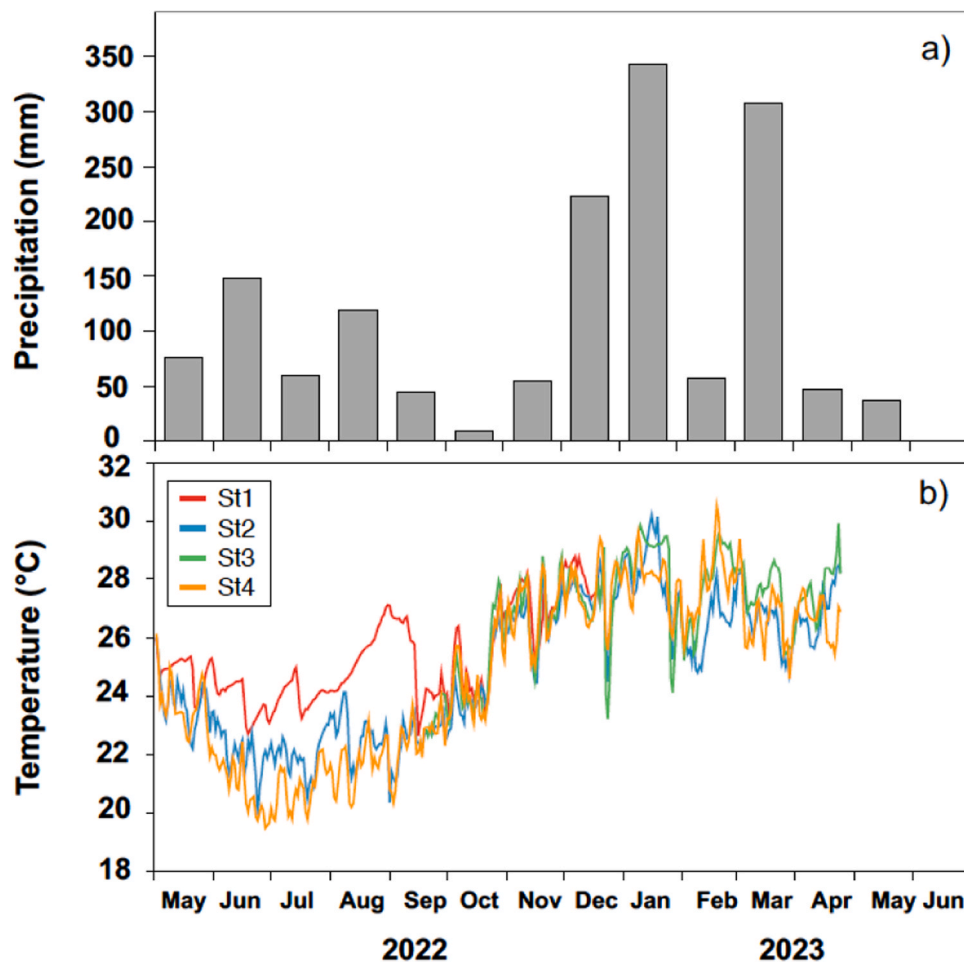 a)
Precipitation (mm)
350
300
250
200
150
100
50
0
b)
Temperature (°C)
32
30
28
26
24
22
20
18
St1
St2
St3
St4
May Jun Jul Aug Sep Oct Nov Dec Jan Feb Mar Apr May Jun
2022 2023